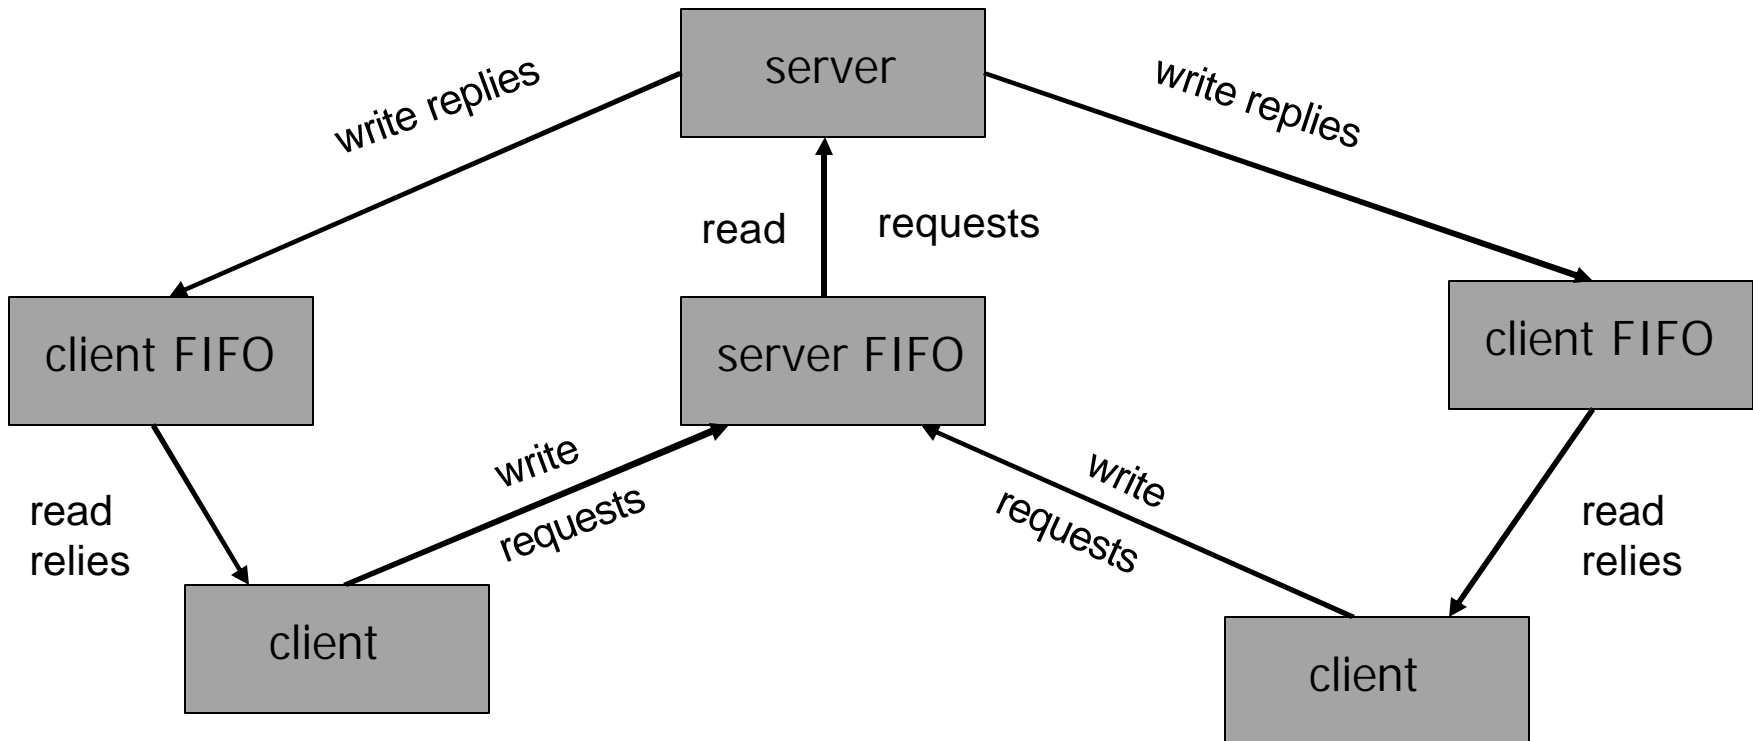 server
write replies
write replies
read
requests
client FIFO
server FIFO
client FIFO
write
requests
write
requests
read
relies
read
relies
client
client